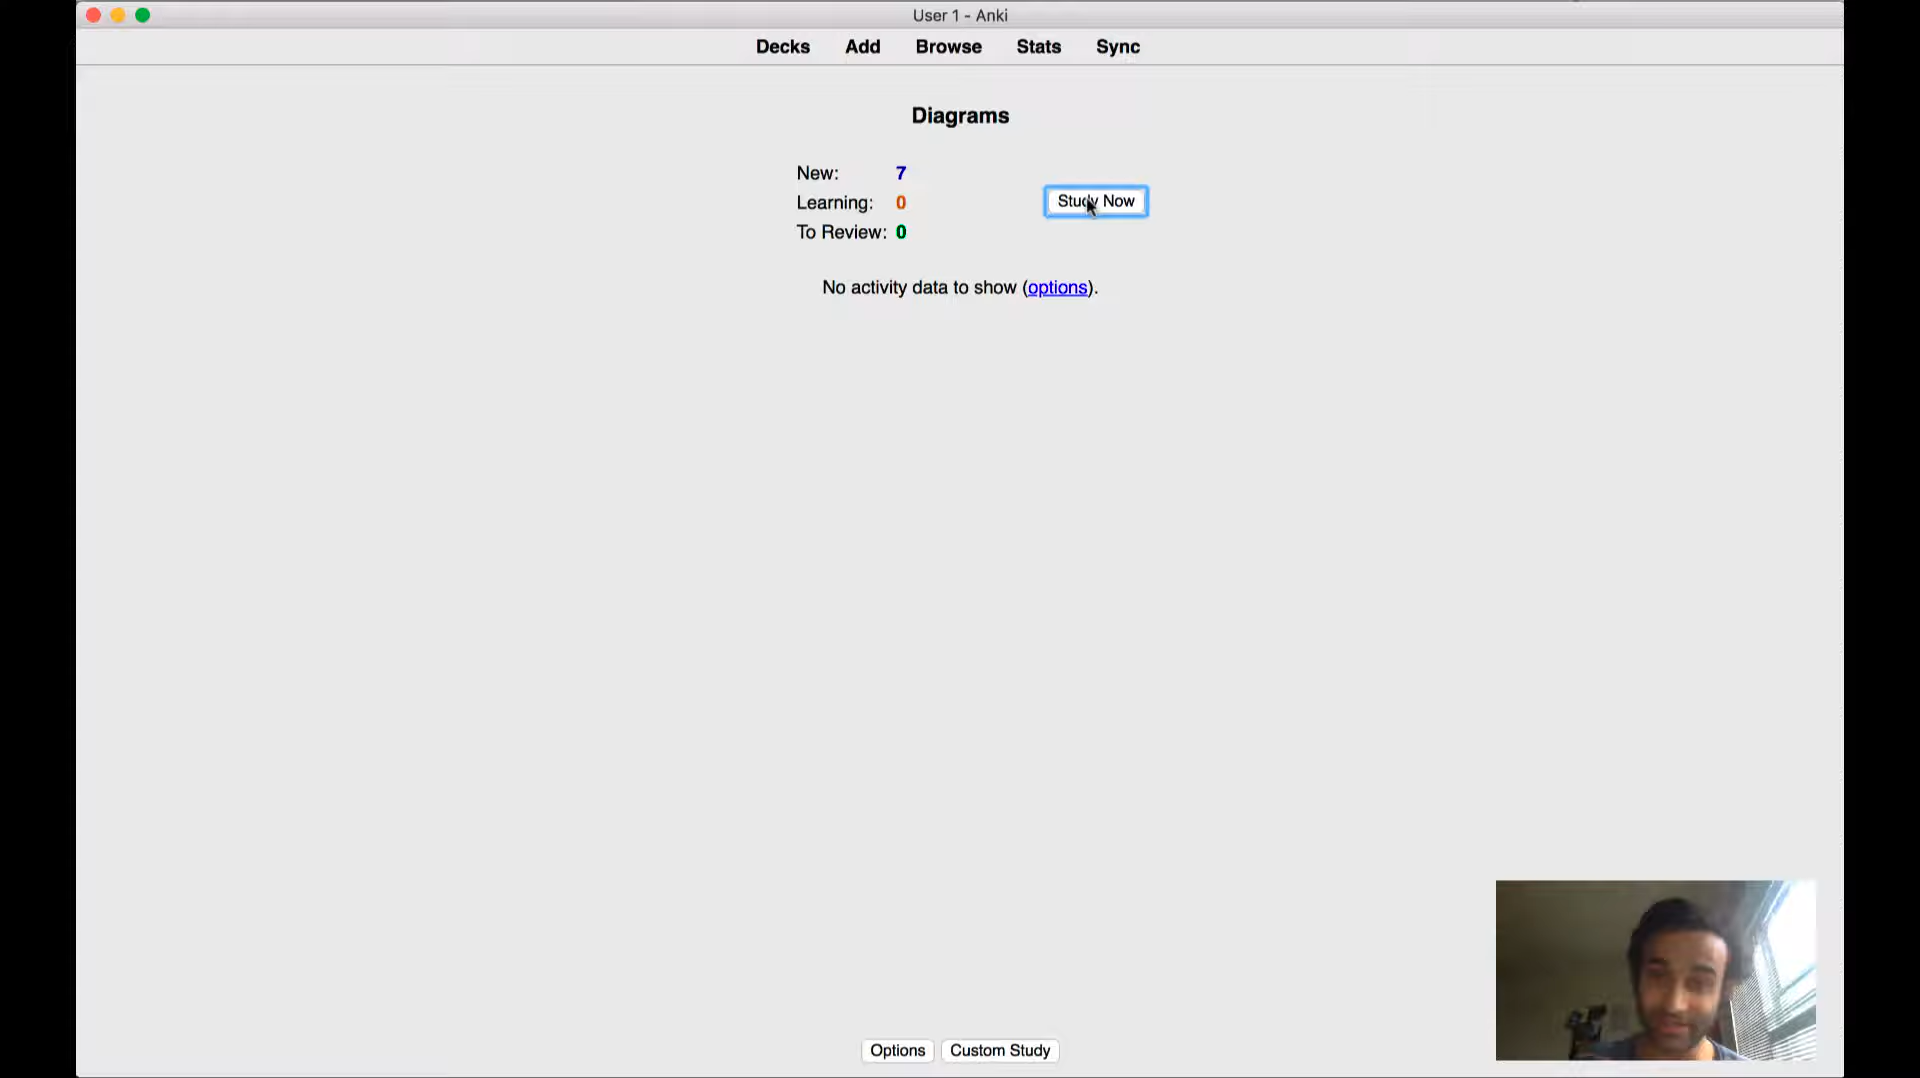 User 1 - Anki
Decks Add Browse Stats Sync
Diagrams
New: 7
Learning: 0
To Review: 0
Study Now
No activity data to show (options).
Options Custom Study